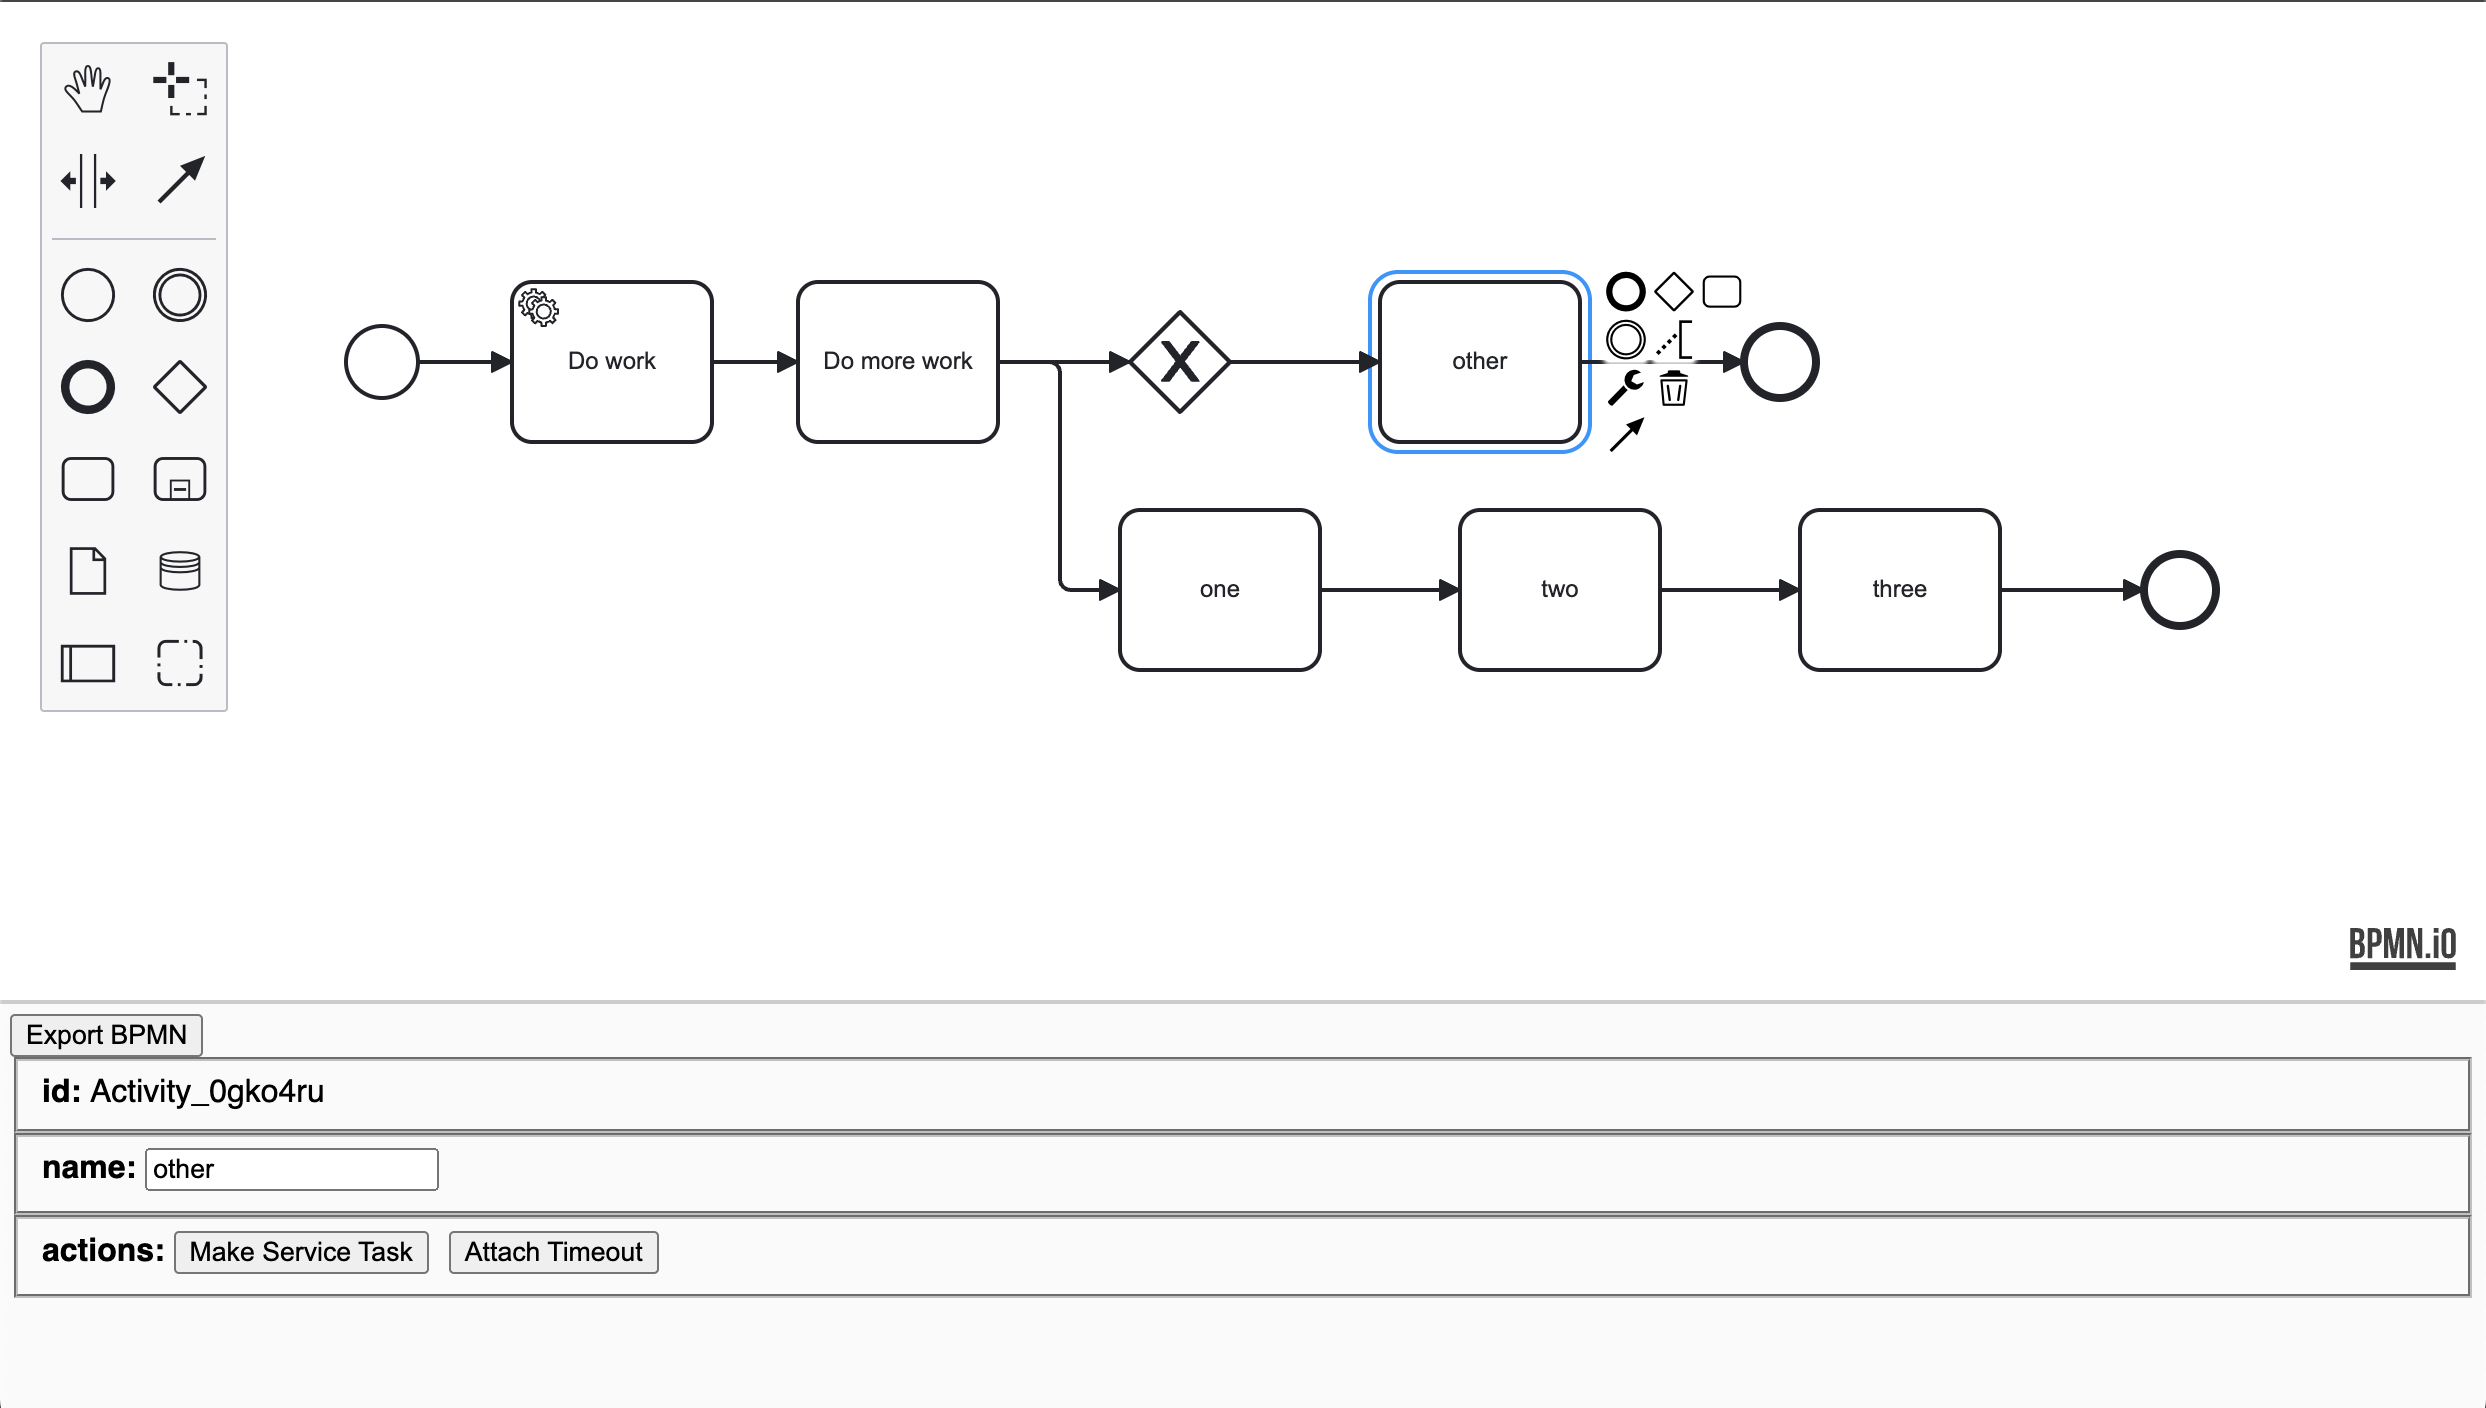 Do work
Do more work
other
one
two
three
BPMN.iO
Export BPMN
id: Activity_0gko4ru
name: other
actions: Make Service Task Attach Timeout